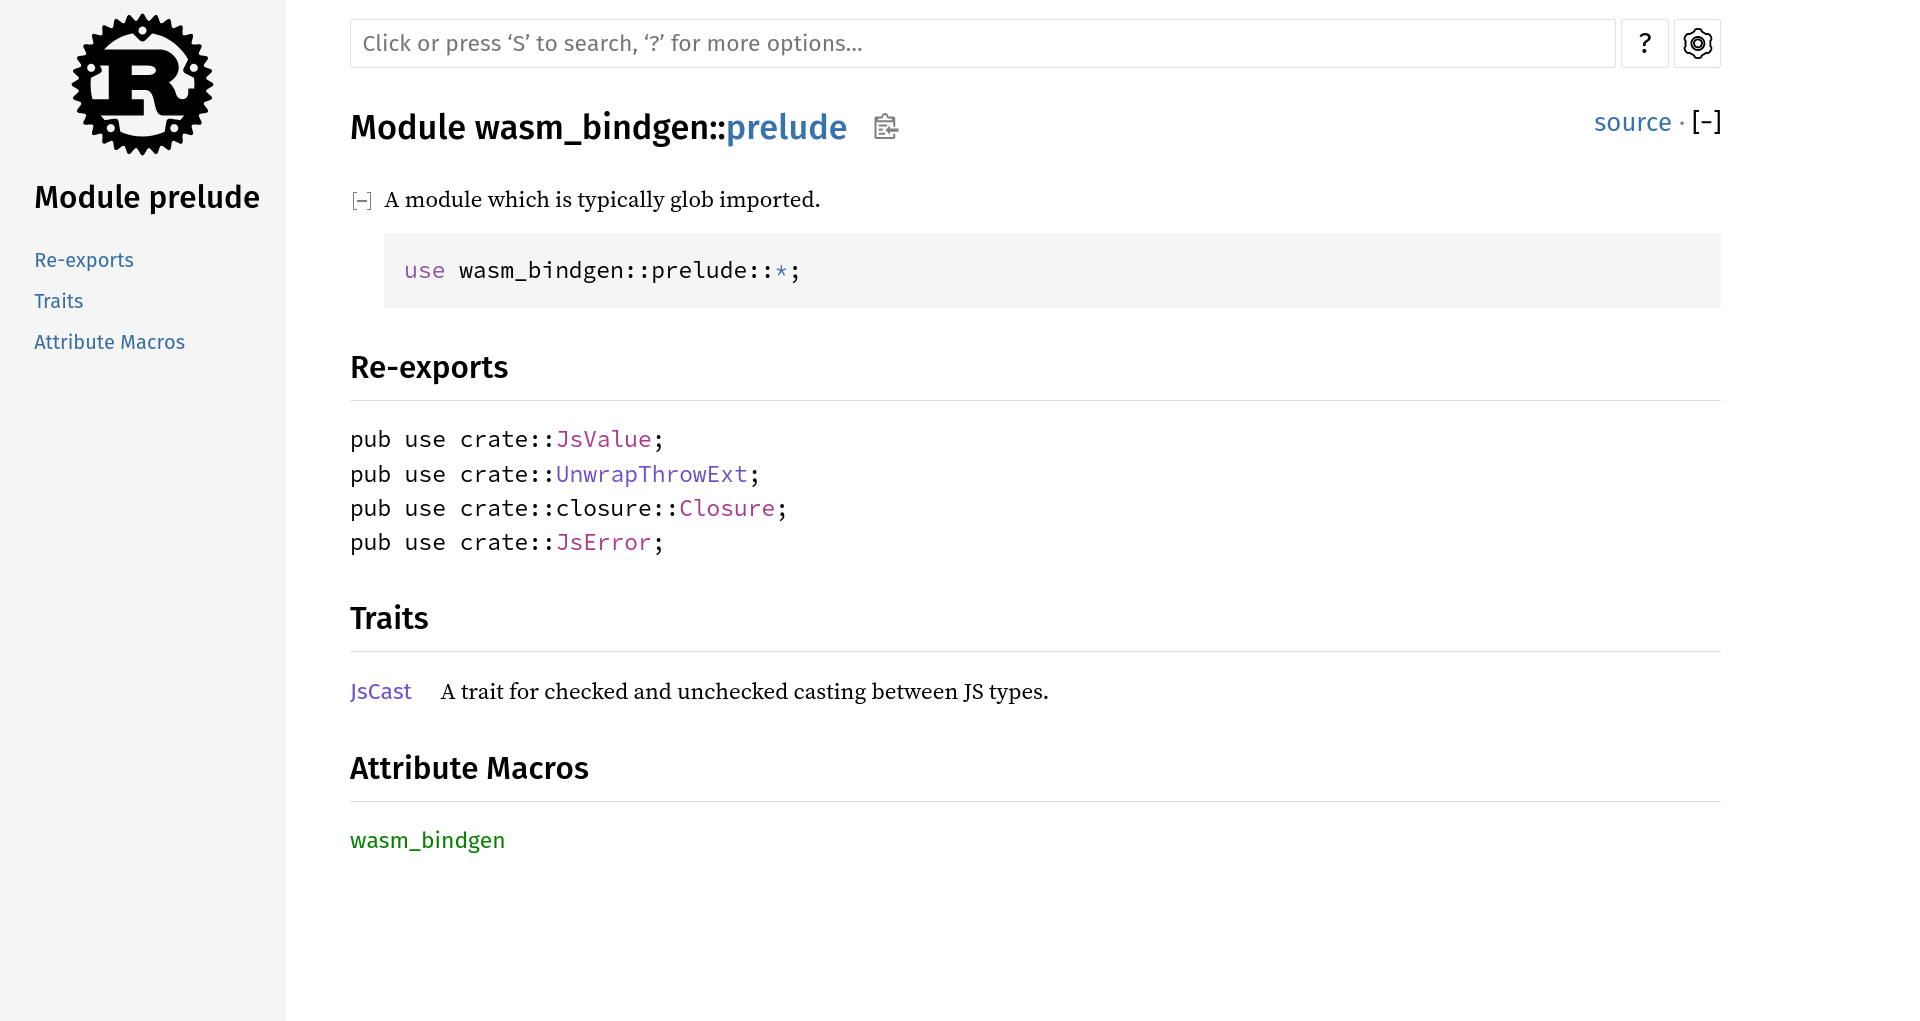 Module prelude
Re-exports
Traits
Attribute Macros
Click or press ‘S’ to search, ‘?’ for more options…
?
Module wasm_bindgen::prelude
source · [−]
[−] A module which is typically glob imported.
use wasm_bindgen::prelude::*;
Re-exports
pub use crate::JsValue;
pub use crate::UnwrapThrowExt;
pub use crate::closure::Closure;
pub use crate::JsError;
Traits
JsCast A trait for checked and unchecked casting between JS types.
Attribute Macros
wasm_bindgen